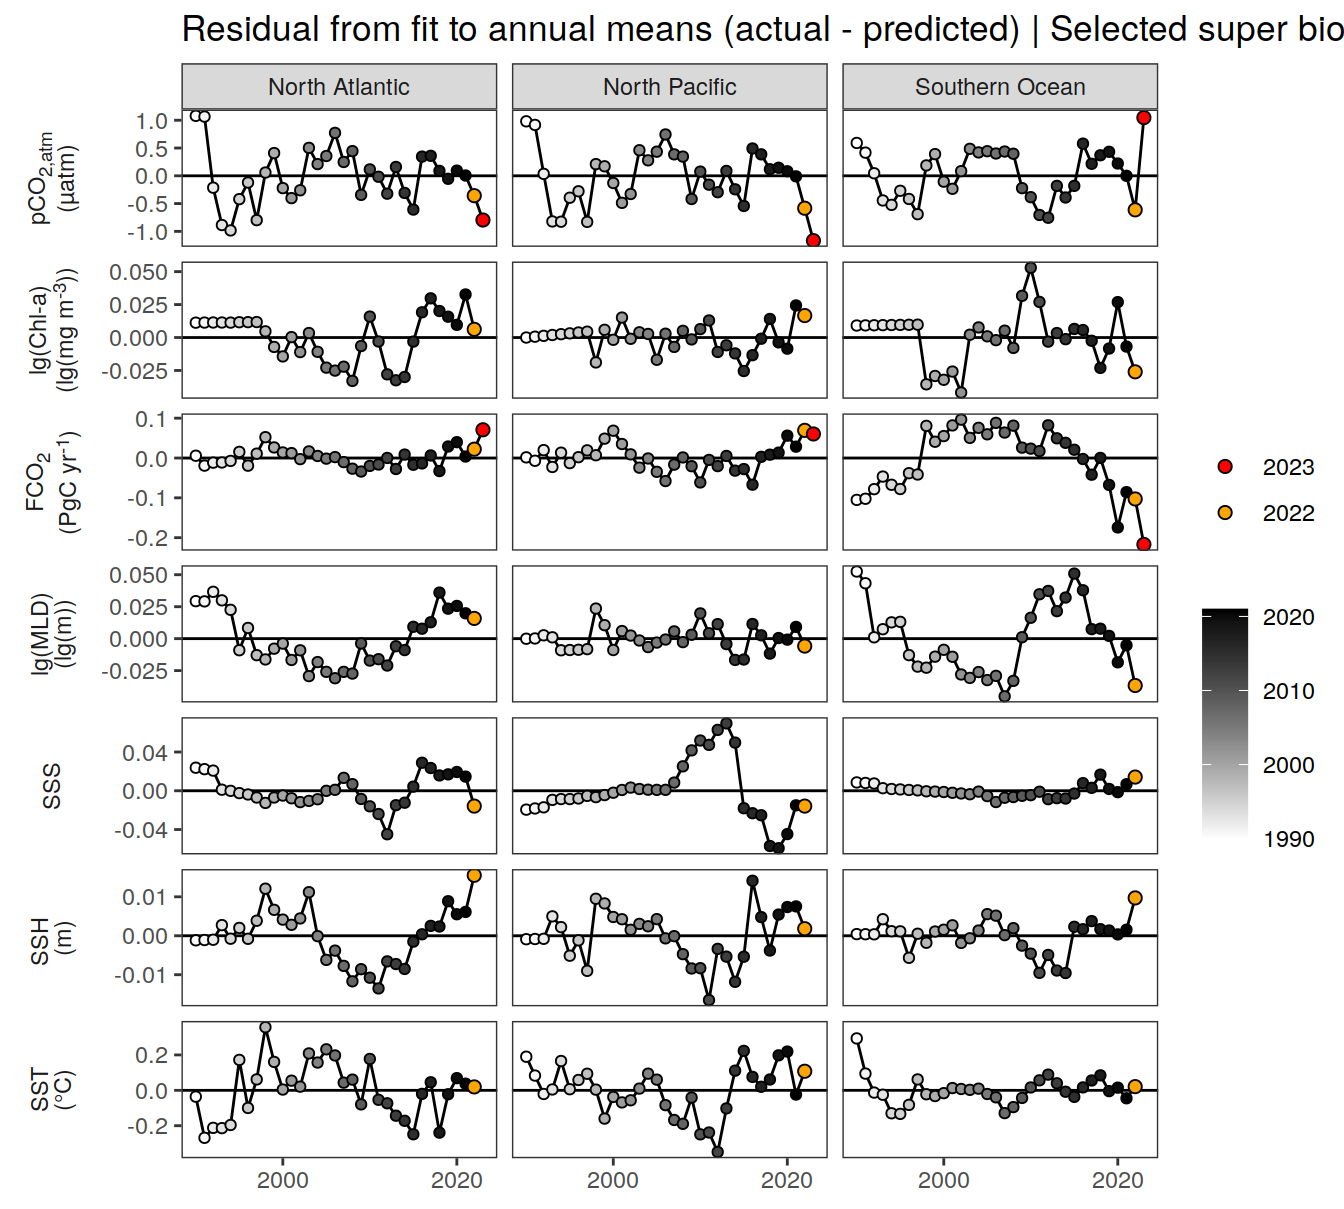 Residual from fit to annual means (actual - predicted) | Selected super bio
North Atlantic
North Pacific
Southern Ocean
pCO2,atm
(µatm)
1.0
0.5
0.0
-0.5
-1.0
lg(Chl-a)
(lg(mg m-3))
0.050
0.025
0.000
-0.025
FCO2
(PgC yr-1)
0.1
0.0
-0.1
-0.2
lg(MLD)
(lg(m))
0.050
0.025
0.000
-0.025
SSS
0.04
0.00
-0.04
SSH
(m)
0.01
0.00
-0.01
SST
(°C)
0.2
0.0
-0.2
2000
2020
2000
2020
2000
2020
2023
2022
2020
2010
2000
1990